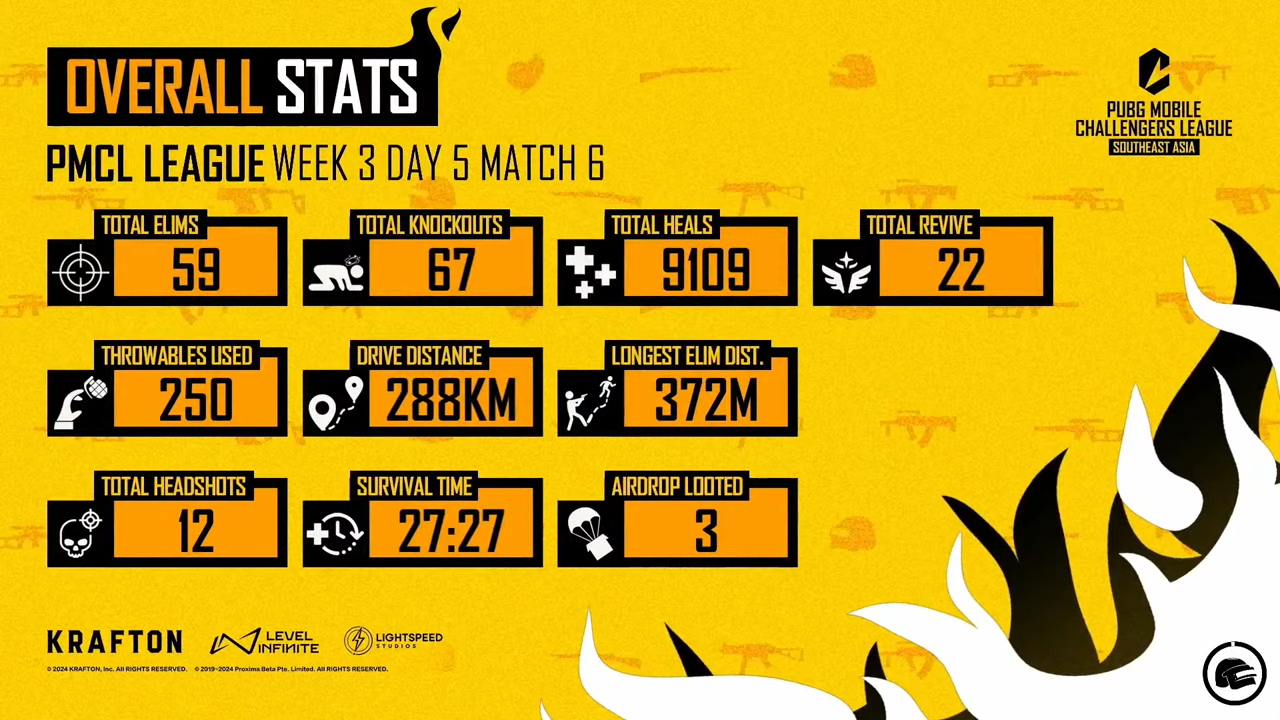 OVERALL STATS
PUBG MOBILE
CHALLENGERS LEAGUE
SOUTHEAST ASIA
PMCL LEAGUE WEEK 3 DAY 5 MATCH 6
TOTAL ELIMS
59
TOTAL KNOCKOUTS
67
TOTAL HEALS
9109
TOTAL REVIVE
22
THROWABLES USED
250
DRIVE DISTANCE
288KM
LONGEST ELIM DIST.
372M
TOTAL HEADSHOTS
12
SURVIVAL TIME
27:27
AIRDROP LOOTED
3
KRAFTON
LEVEL INFINITE
LIGHTSPEED STUDIOS
© 2024 KRAFTON, Inc. All RIGHTS RESERVED. © 2019-2024 Proxima Beta Pte. Limited. All RIGHTS RESERVED.